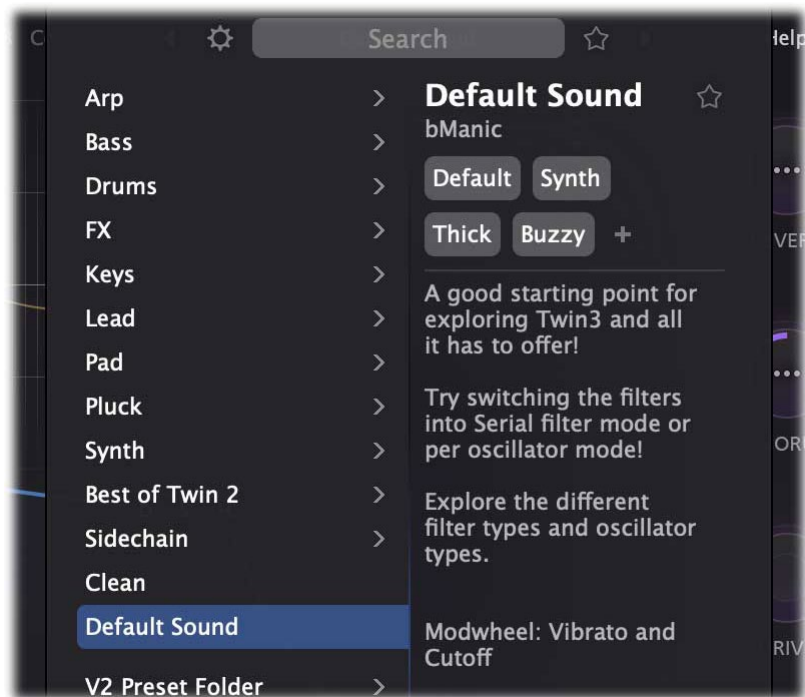 Search
Help
Arp
Bass
Drums
FX
Keys
Lead
Pad
Pluck
Synth
Best of Twin 2
Sidechain
Clean
Default Sound
V2 Preset Folder
Default Sound
bManic
Default Synth
Thick Buzzy +
A good starting point for
exploring Twin3 and all
it has to offer!
Try switching the filters
into Serial filter mode or
per oscillator mode!
Explore the different
filter types and oscillator
types.
Modwheel: Vibrato and
Cutoff